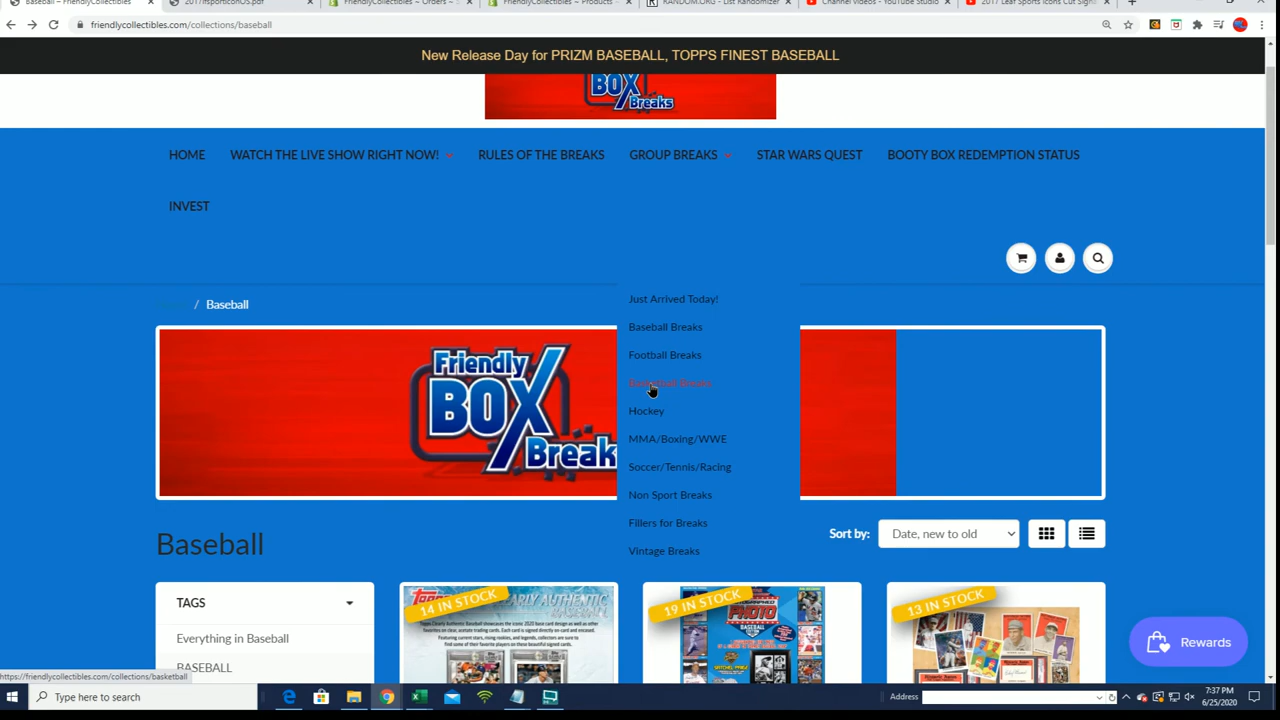 Baseball – FriendlyCollectibles
2017lfsporticonOS.pdf
FriendlyCollectibles ~ Orders ~
FriendlyCollectibles ~ Products ~
RANDOM.ORG - List Randomizer
Channel videos - YouTube Studio
2017 Leaf Sports Icons Cut Sign
friendlycollectibles.com/collections/baseball
New Release Day for PRIZM BASEBALL, TOPPS FINEST BASEBALL
BOX
Breaks
HOME WATCH THE LIVE SHOW RIGHT NOW! RULES OF THE BREAKS GROUP BREAKS STAR WARS QUEST BOOTY BOX REDEMPTION STATUS
INVEST
/ Baseball
Just Arrived Today!
Baseball Breaks
Football Breaks
Basketball Breaks
Hockey
MMA/Boxing/WWE
Soccer/Tennis/Racing
Non Sport Breaks
Fillers for Breaks
Vintage Breaks
Friendly
BOX
Breaks
Baseball
Sort by: Date, new to old
TAGS
Everything in Baseball
BASEBALL
14 IN STOCK
19 IN STOCK
13 IN STOCK
Rewards
https://friendlycollectibles.com/collections/basketball
Type here to search
Address
7:37 PM
6/25/2020